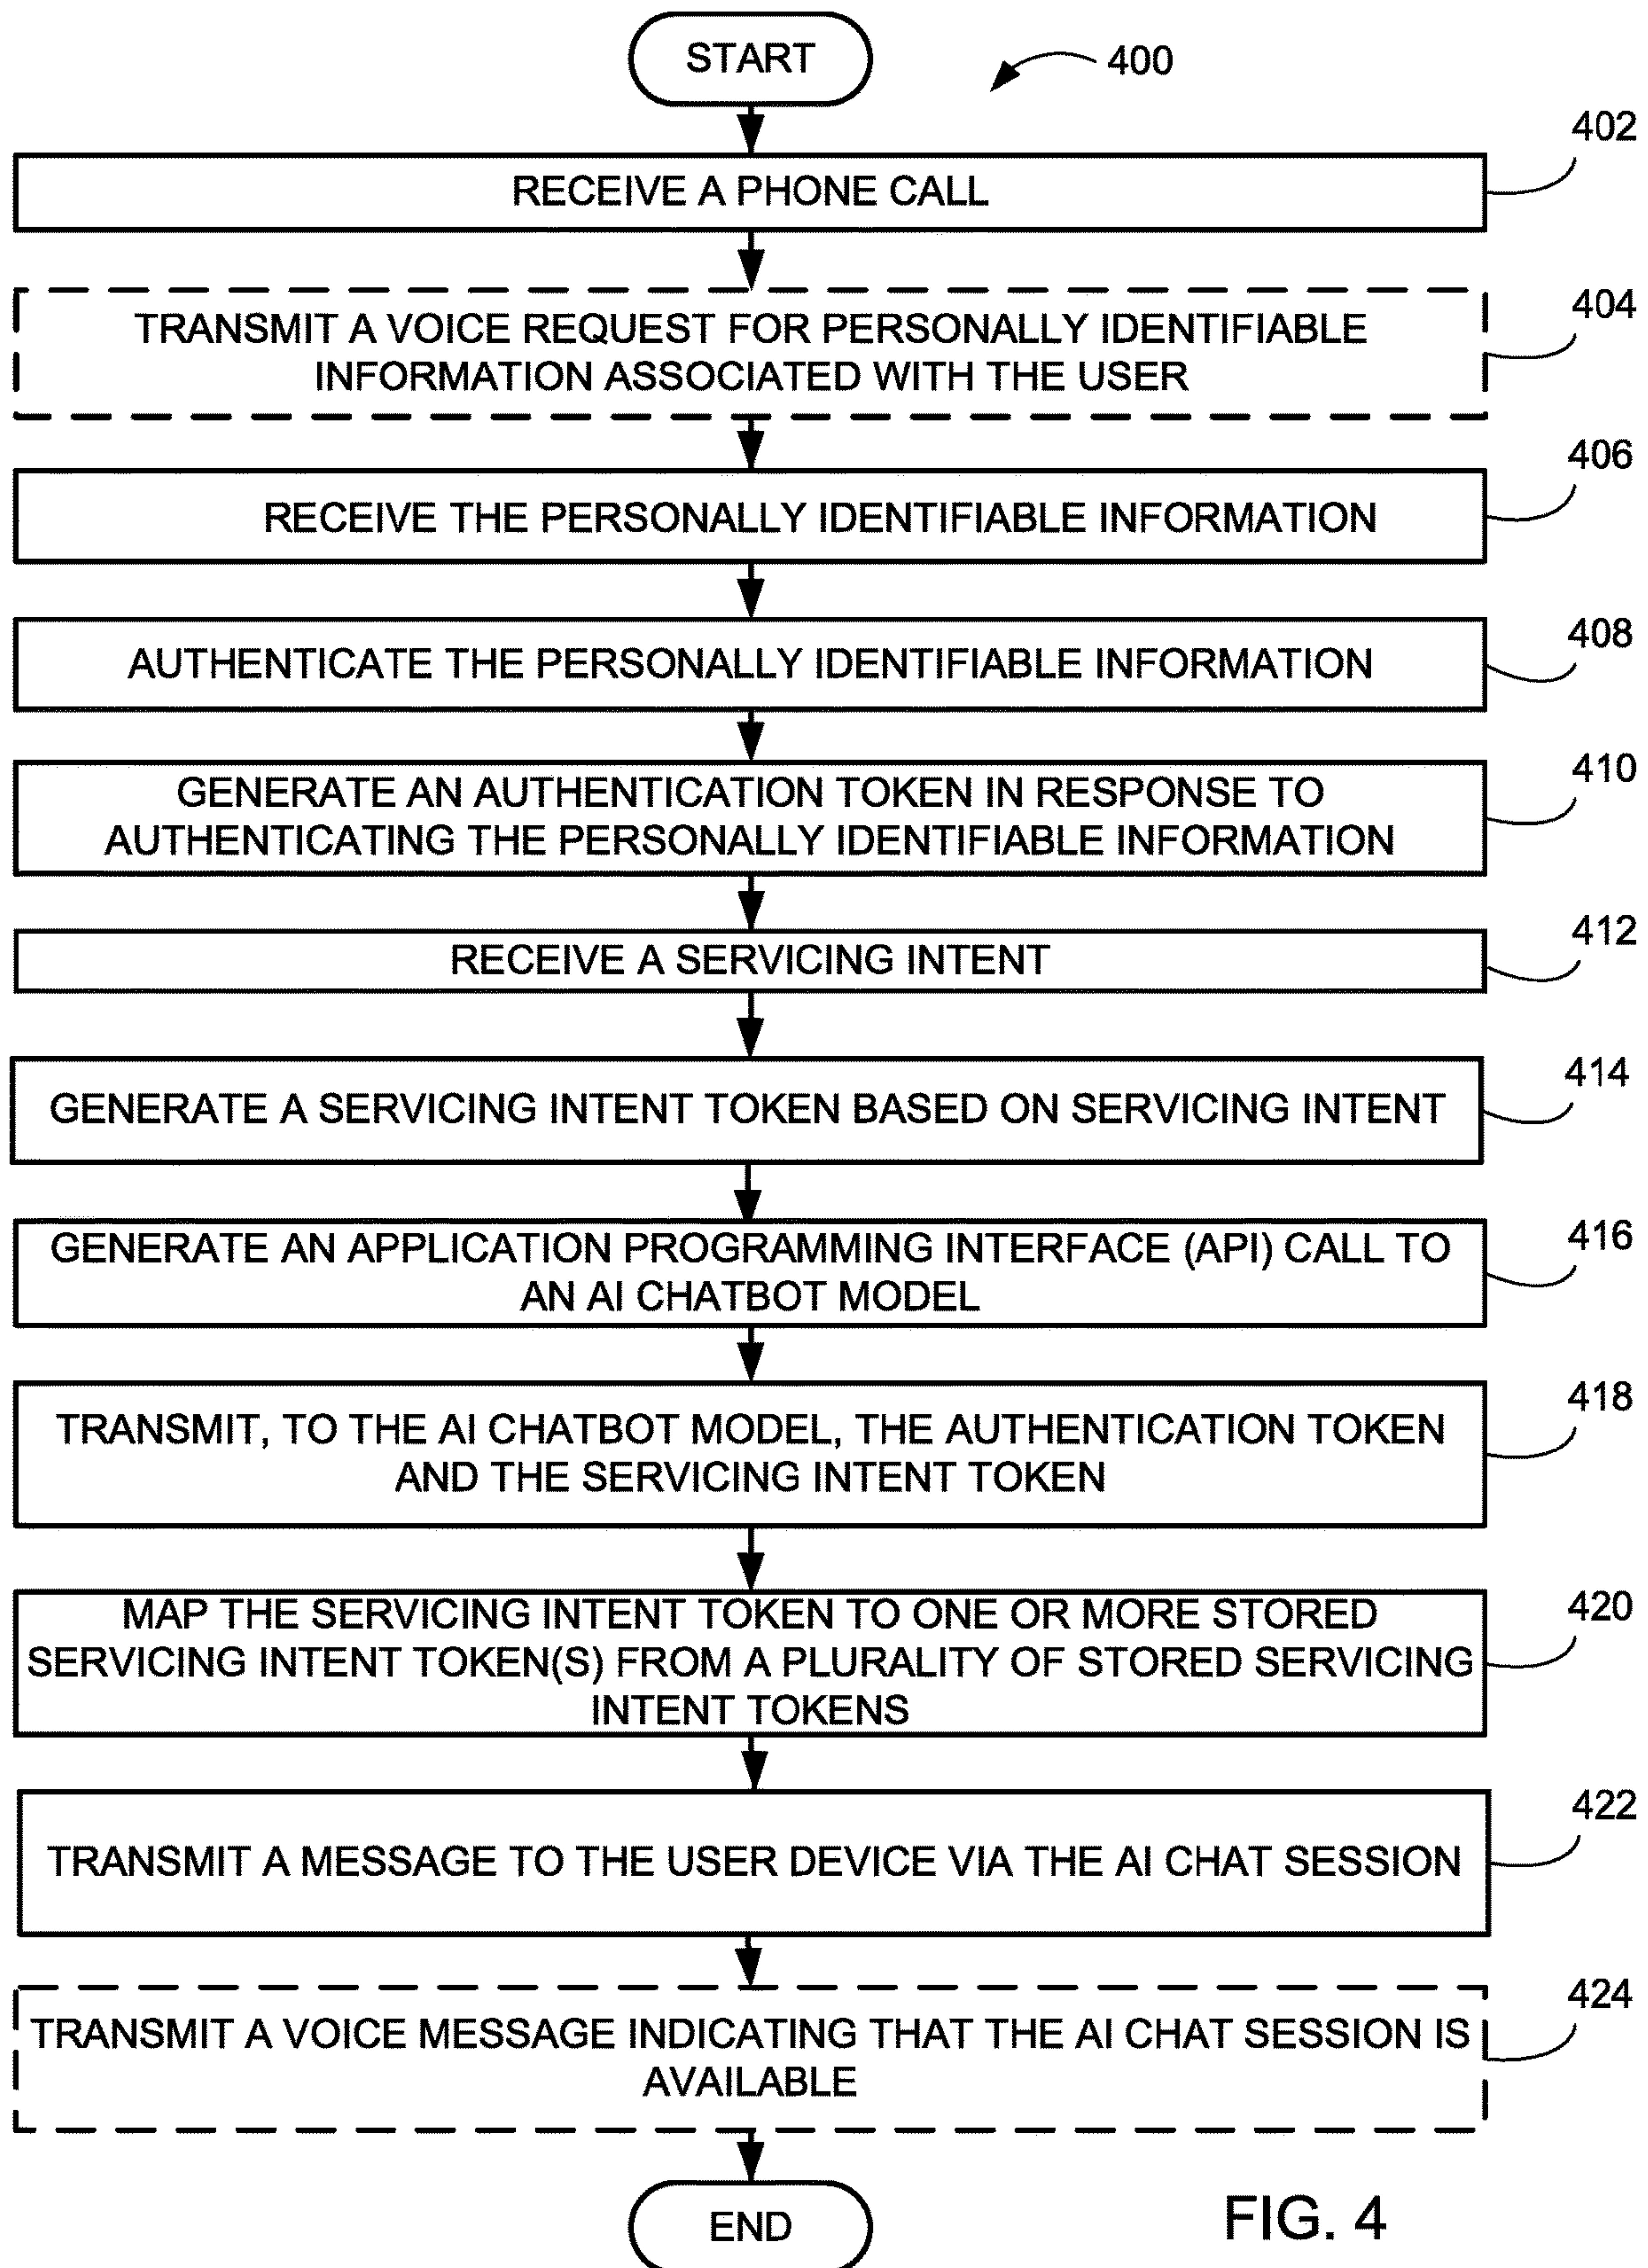 START
400
402
RECEIVE A PHONE CALL
404
TRANSMIT A VOICE REQUEST FOR PERSONALLY IDENTIFIABLE
INFORMATION ASSOCIATED WITH THE USER
406
RECEIVE THE PERSONALLY IDENTIFIABLE INFORMATION
408
AUTHENTICATE THE PERSONALLY IDENTIFIABLE INFORMATION
410
GENERATE AN AUTHENTICATION TOKEN IN RESPONSE TO
AUTHENTICATING THE PERSONALLY IDENTIFIABLE INFORMATION
412
RECEIVE A SERVICING INTENT
414
GENERATE A SERVICING INTENT TOKEN BASED ON SERVICING INTENT
416
GENERATE AN APPLICATION PROGRAMMING INTERFACE (API) CALL TO
AN AI CHATBOT MODEL
418
TRANSMIT, TO THE AI CHATBOT MODEL, THE AUTHENTICATION TOKEN
AND THE SERVICING INTENT TOKEN
420
MAP THE SERVICING INTENT TOKEN TO ONE OR MORE STORED
SERVICING INTENT TOKEN(S) FROM A PLURALITY OF STORED SERVICING
INTENT TOKENS
422
TRANSMIT A MESSAGE TO THE USER DEVICE VIA THE AI CHAT SESSION
424
TRANSMIT A VOICE MESSAGE INDICATING THAT THE AI CHAT SESSION IS
AVAILABLE
END
FIG. 4